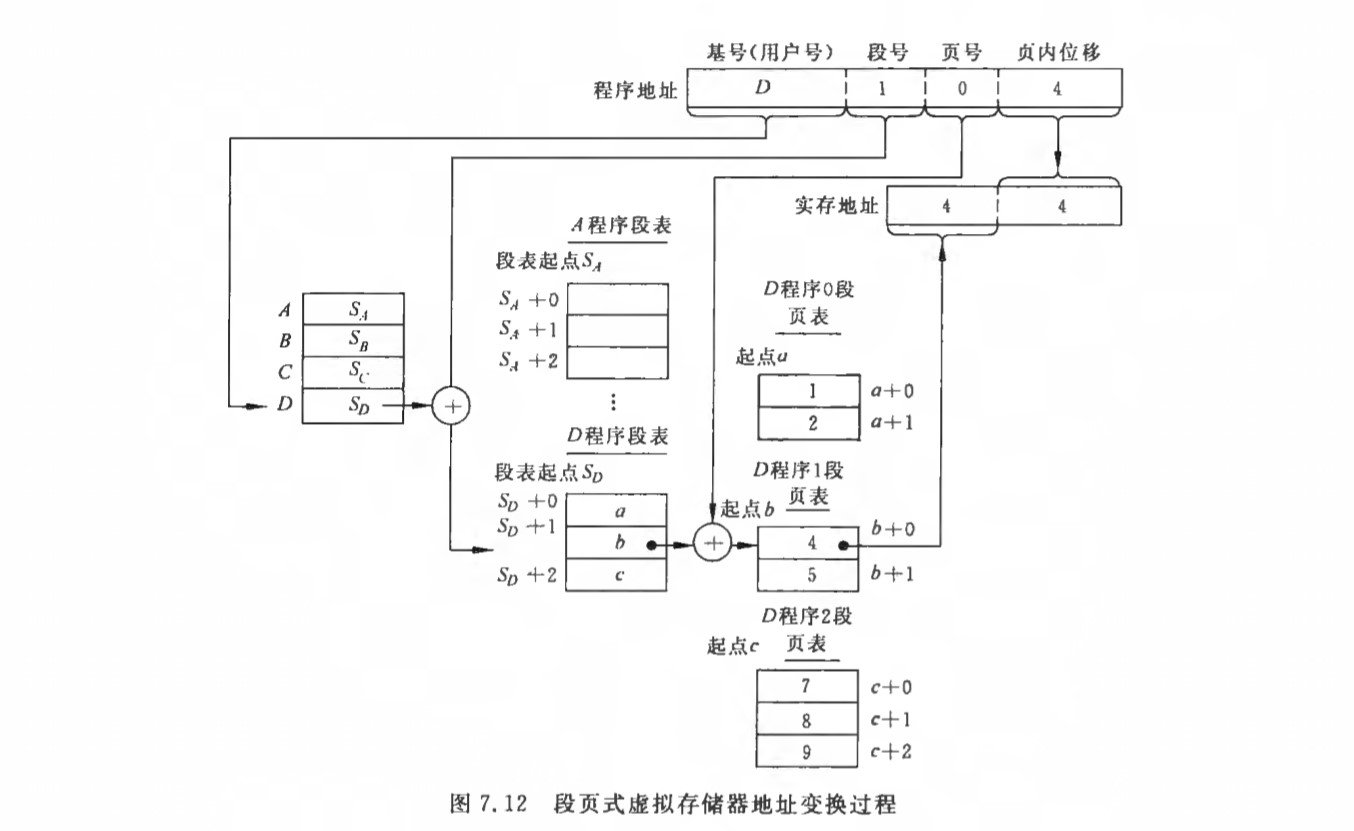 基号(用户号) 段号 页号 页内位移
程序地址 D 1 0 4
实存地址 4 4
A程序段表
段表起点S_A
S_A +0
S_A +1
S_A +2
⋮
A S_A
B S_B
C S_C
D S_D
+
D程序段表
段表起点S_D
S_D +0 a
S_D +1 b
S_D +2 c
+
D程序0段
页表
起点a
1 a+0
2 a+1
D程序1段
页表
起点b
4 b+0
5 b+1
D程序2段
页表
起点c
7 c+0
8 c+1
9 c+2
图 7.12 段页式虚拟存储器地址变换过程